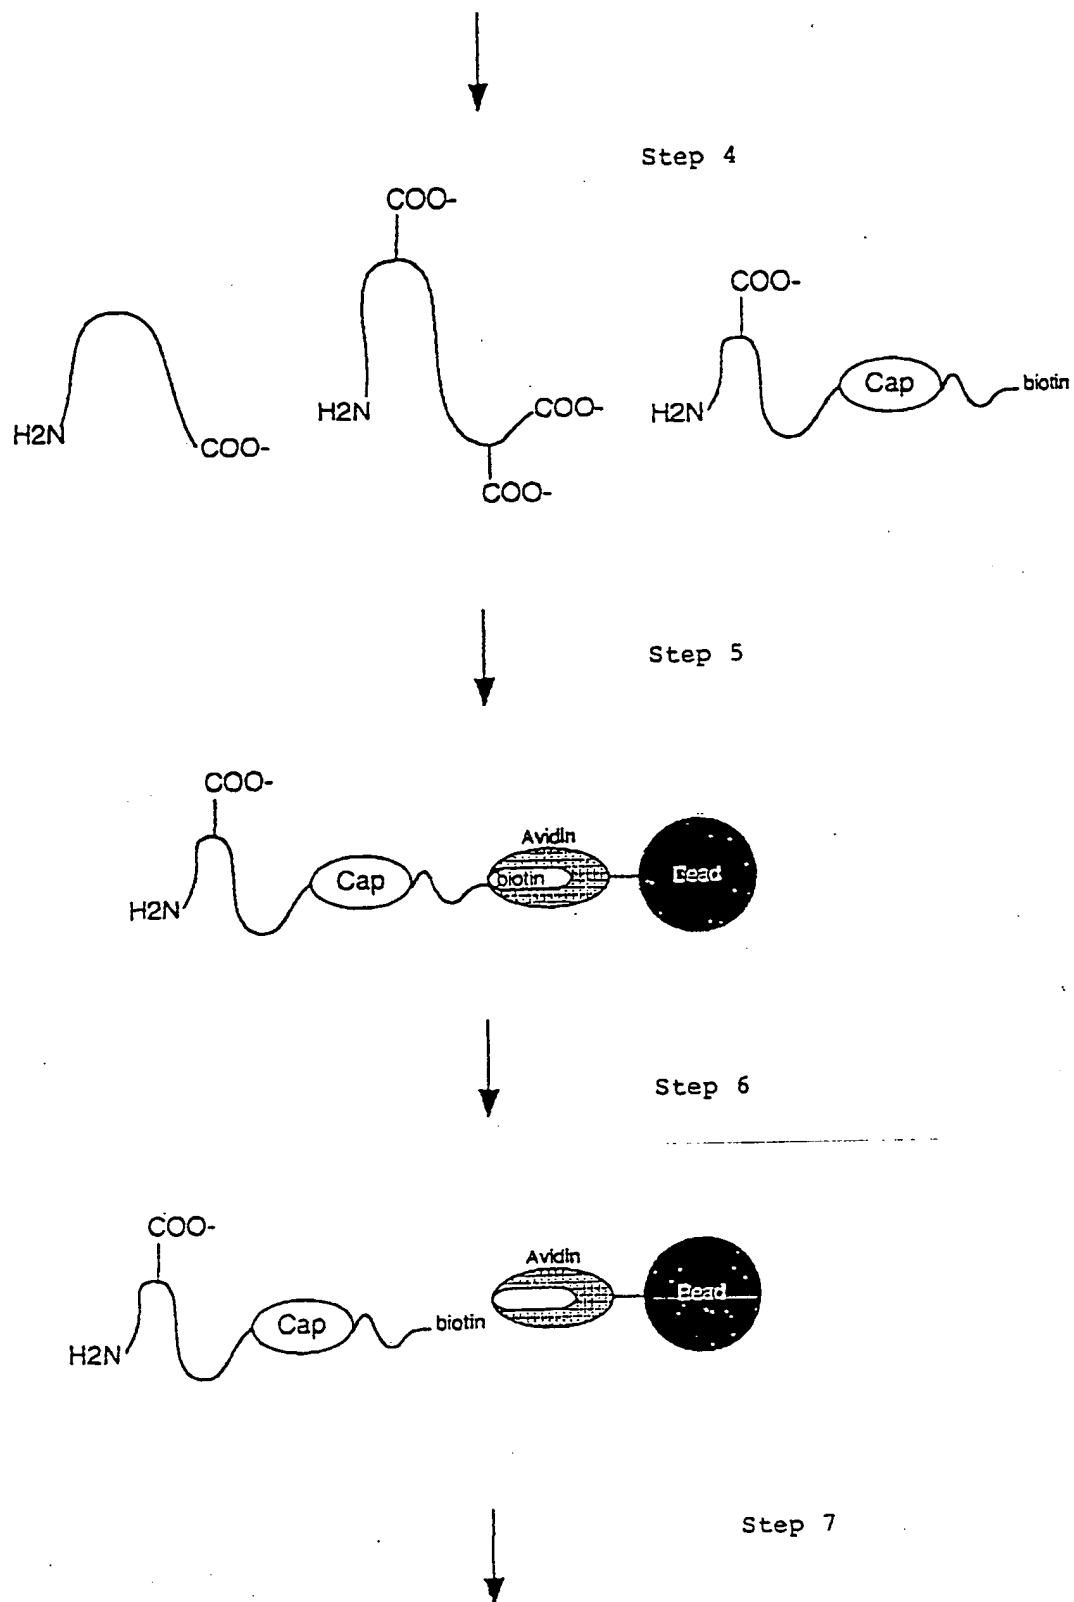 Step 4
COO-
COO-
Cap
biotin
H2N
COO-
H2N
H2N
COO-
COO-
Step 5
COO-
Avidin
Cap
biotin
Bead
H2N
Step 6
COO-
Avidin
Bead
Cap
biotin
H2N
Step 7